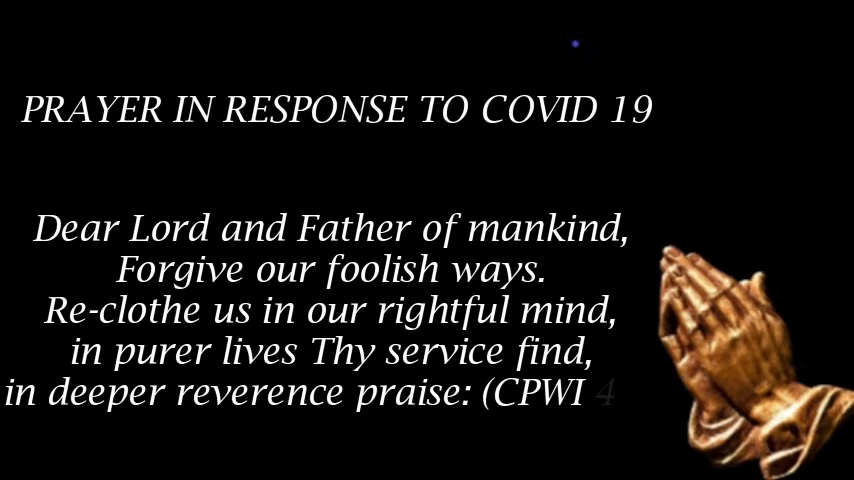 PRAYER IN RESPONSE TO COVID 19
Dear Lord and Father of mankind,
Forgive our foolish ways.
Re-clothe us in our rightful mind,
in purer lives Thy service find,
in deeper reverence praise: (CPWI 4